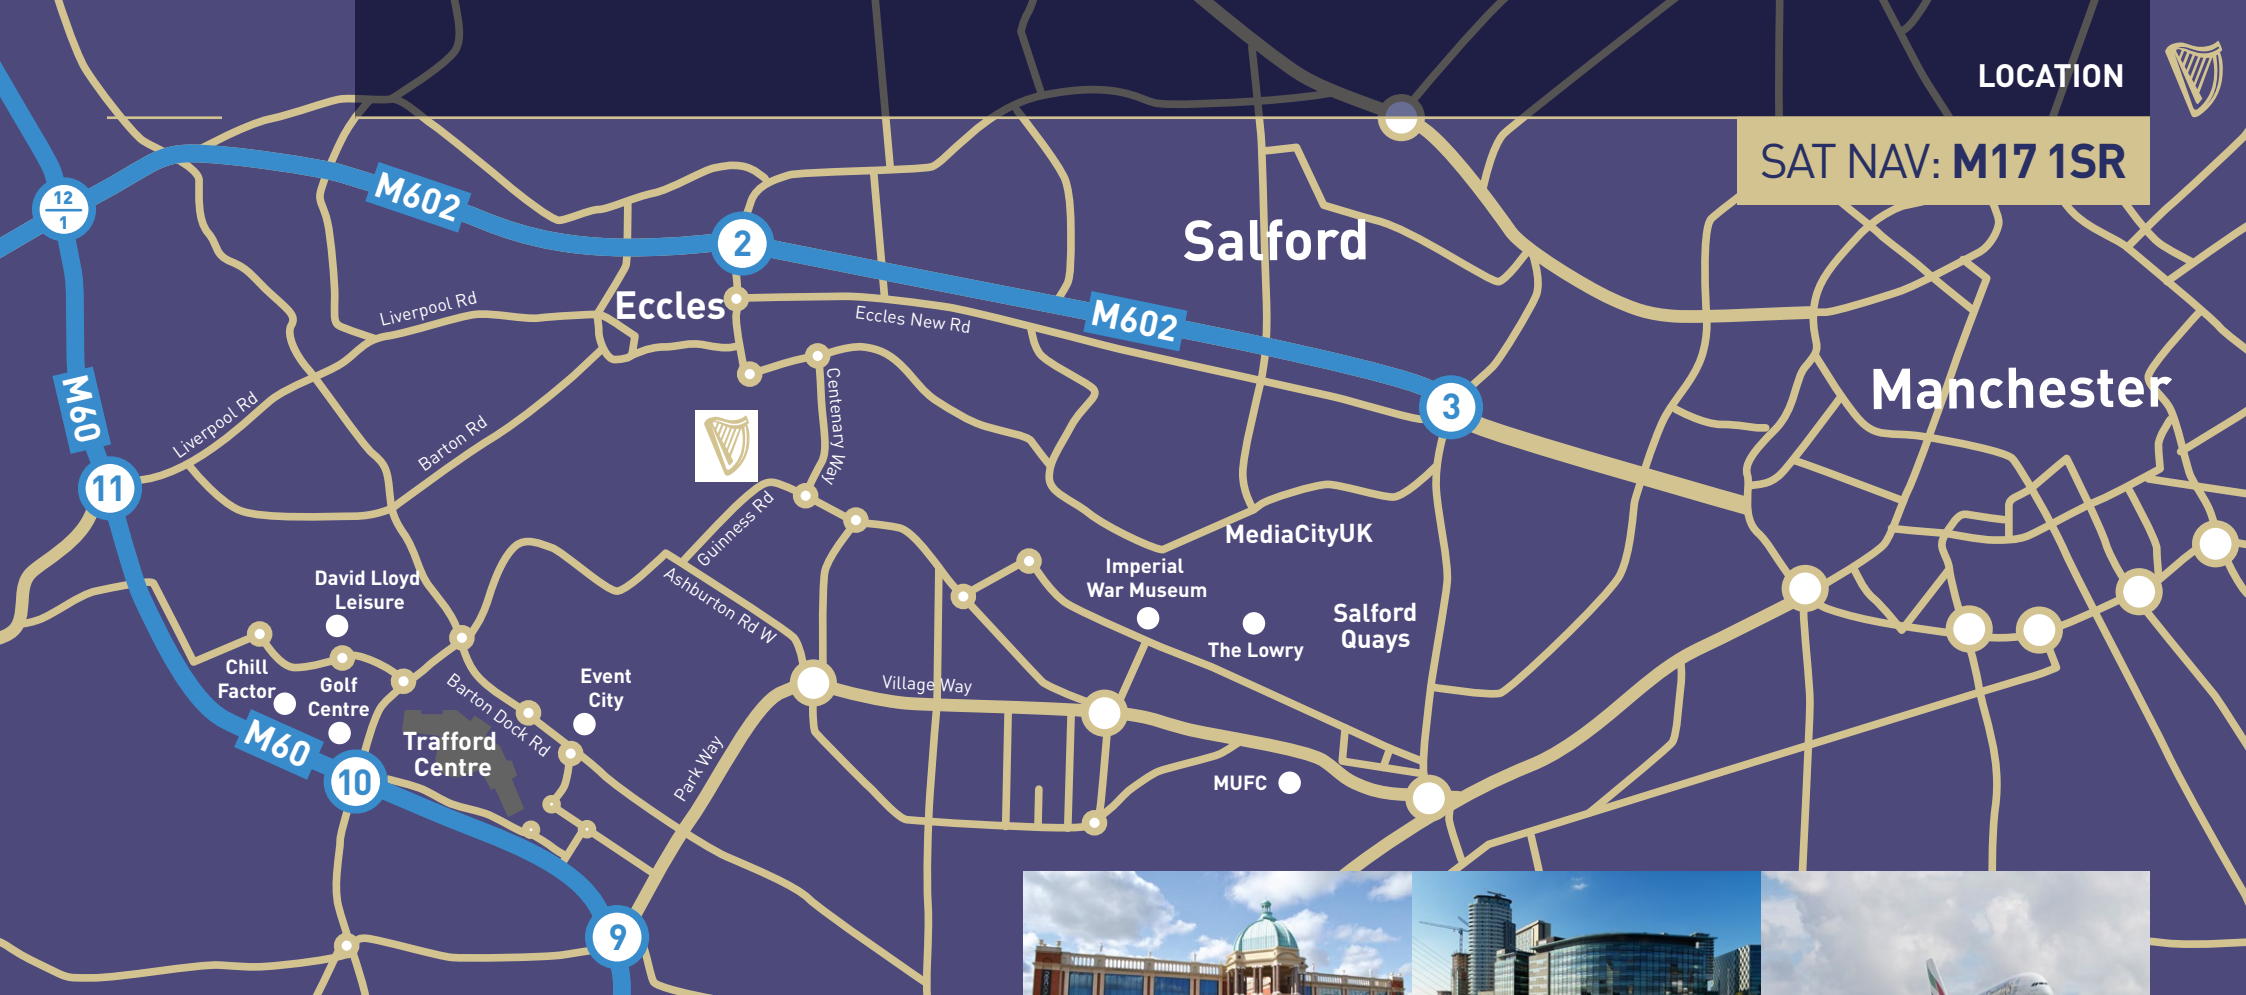 LOCATION
SAT NAV: M17 1SR
12
1
M602
2
Salford
Eccles
Liverpool Rd
Eccles New Rd
M602
Manchester
M60
Liverpool Rd
Barton Rd
Centenary Way
3
11
Guinness Rd
MediaCityUK
David Lloyd
Leisure
Ashburton Rd W
Imperial
War Museum
Salford
Quays
The Lowry
Chill
Factor
Golf
Centre
Barton Dock Rd
Event
City
Village Way
M60
Trafford
Centre
Park Way
10
MUFC
9